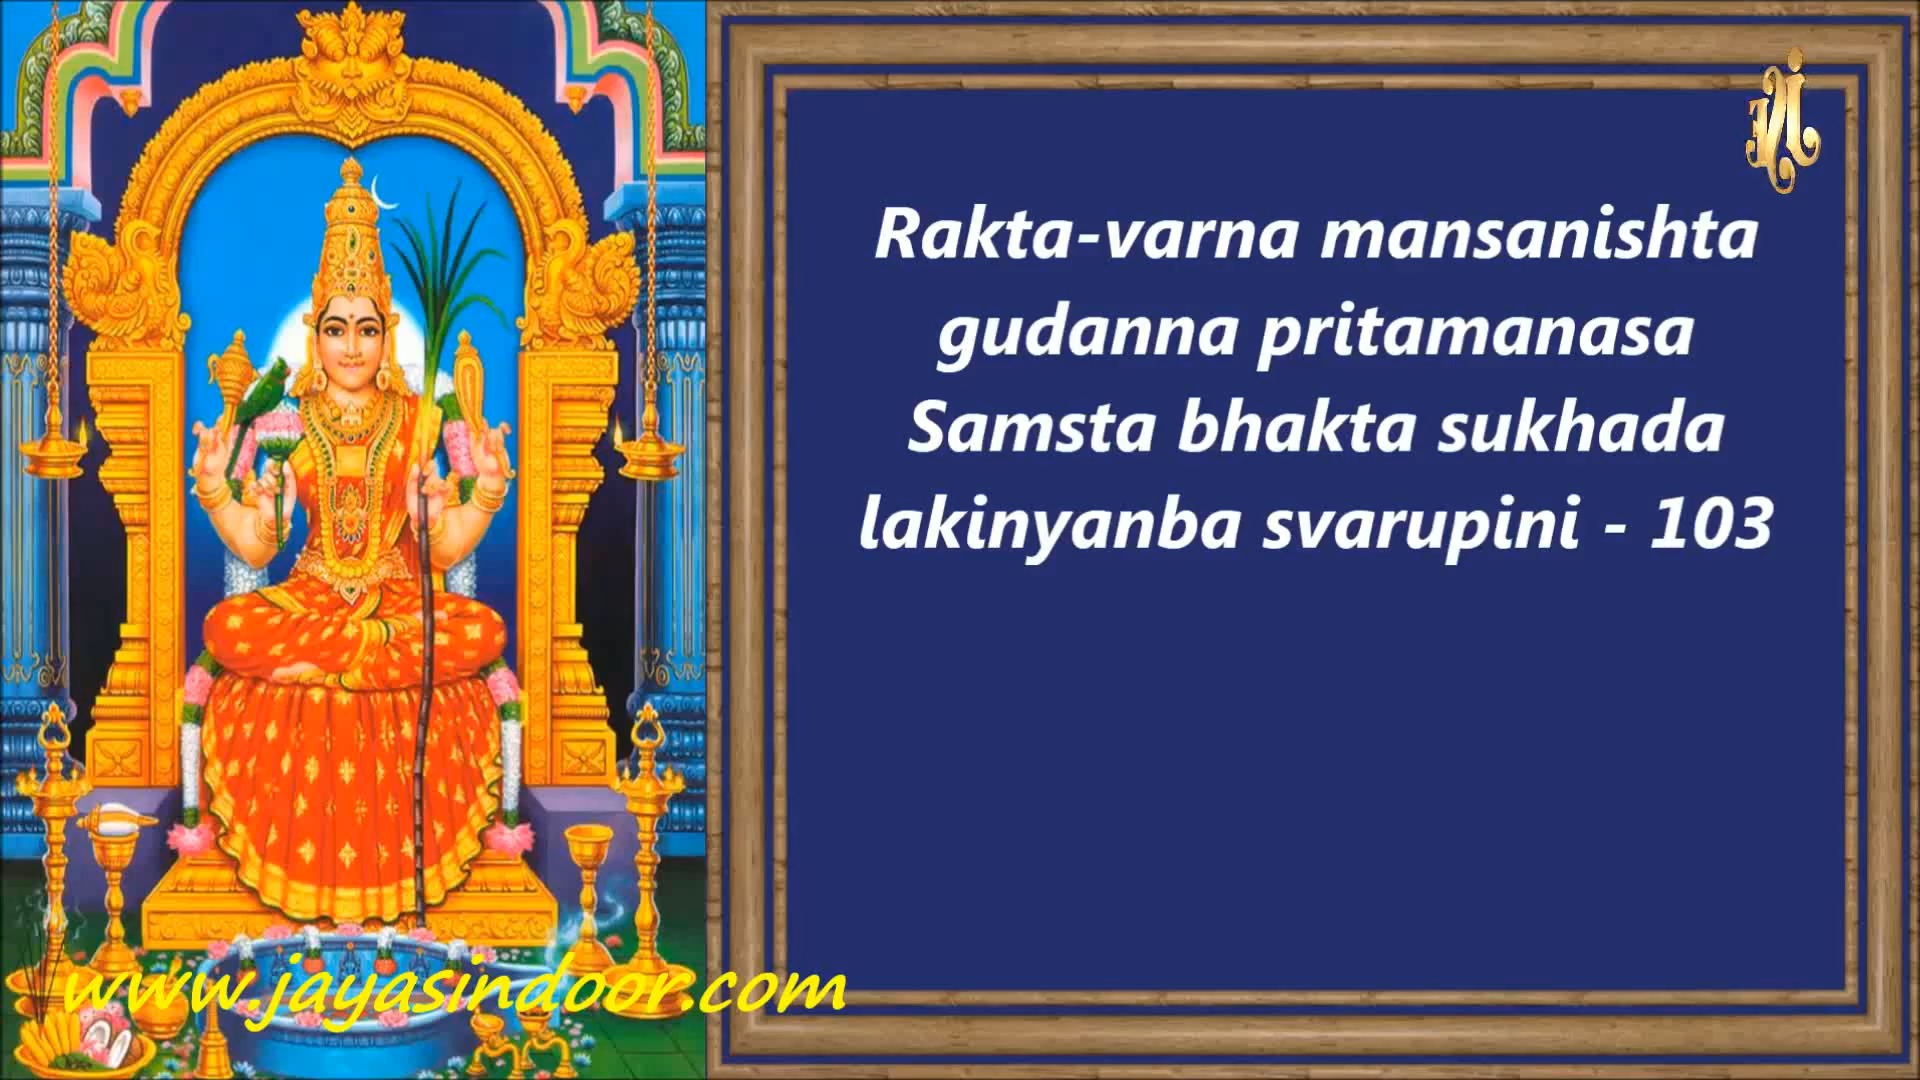 Rakta-varna mansanishta
gudanna pritamanasa
Samsta bhakta sukhada
lakinyanba svarupini - 103
www.jayasindoor.com